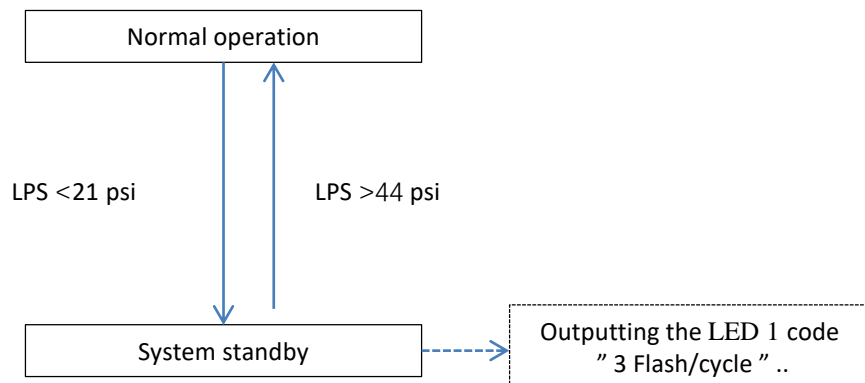 Normal operation
LPS <21 psi
LPS >44 psi
System standby
Outputting the LED 1 code
” 3 Flash/cycle ” ..